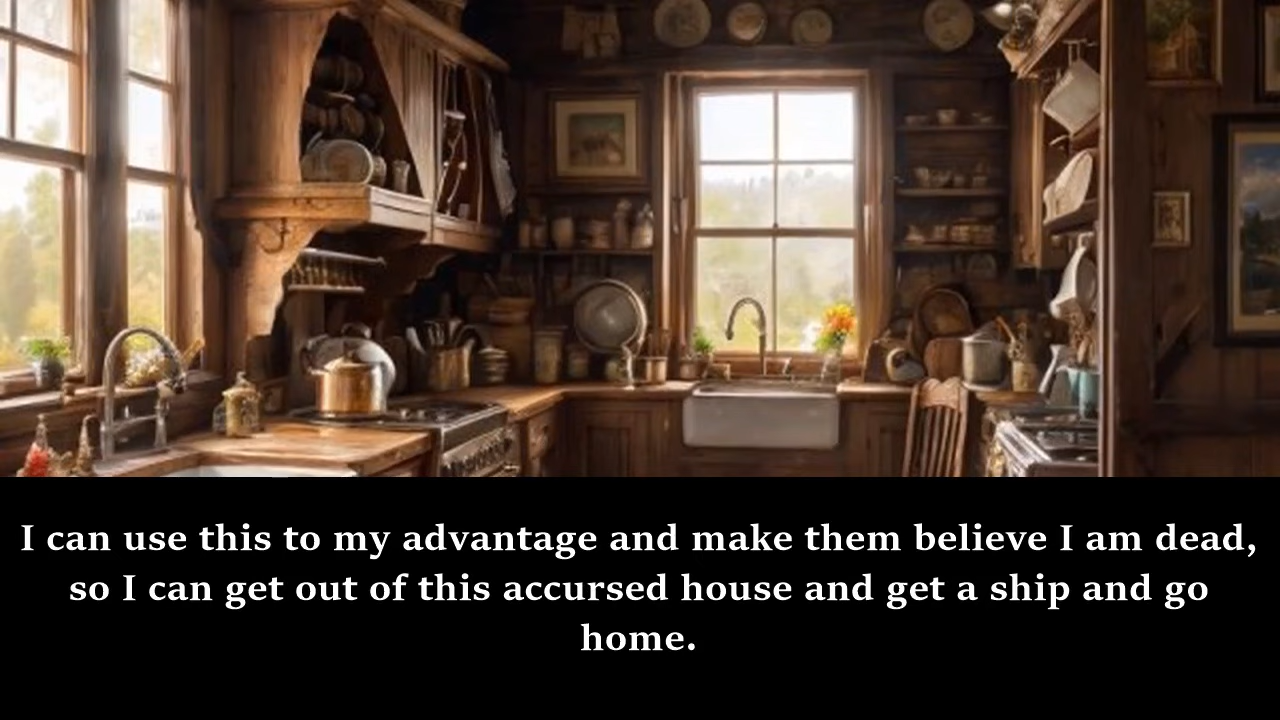 I can use this to my advantage and make them believe I am dead,
so I can get out of this accursed house and get a ship and go
home.